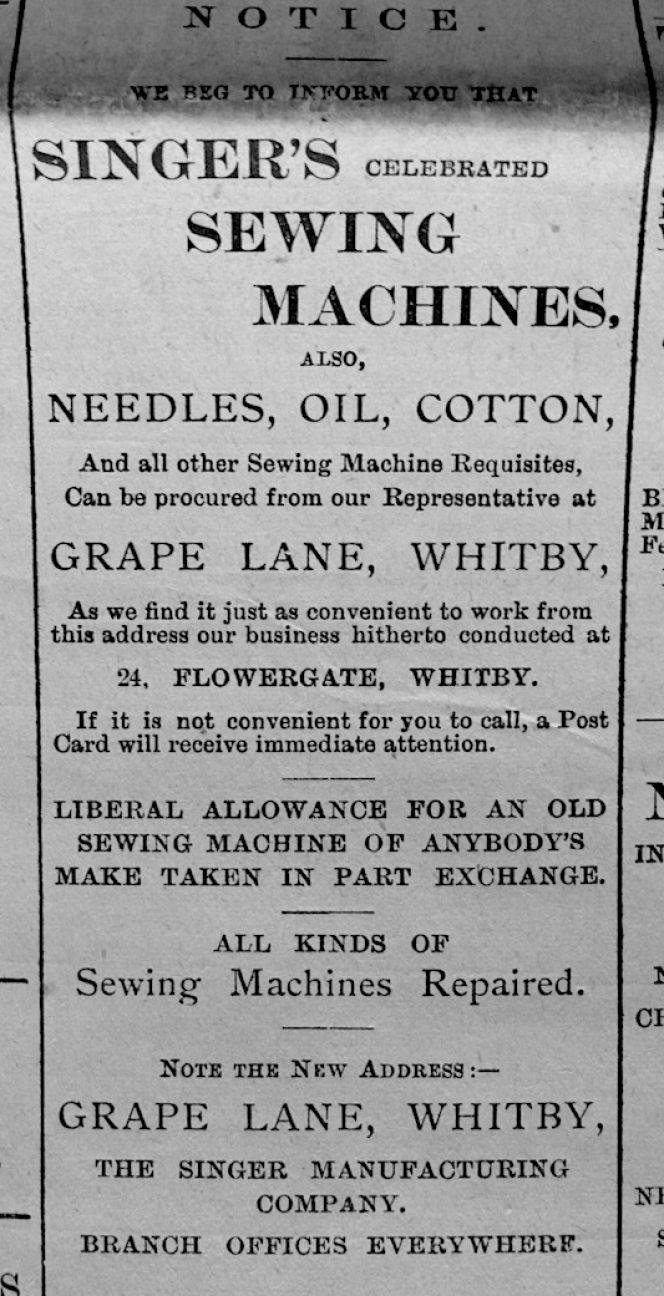 NOTICE.
WE BEG TO INFORM YOU THAT
SINGER'S CELEBRATED
SEWING
MACHINES,
ALSO,
NEEDLES, OIL, COTTON,
And all other Sewing Machine Requisites,
Can be procured from our Representative at
GRAPE LANE, WHITBY,
As we find it just as convenient to work from
this address our business hitherto conducted at
24, FLOWERGATE, WHITBY.
If it is not convenient for you to call, a Post
Card will receive immediate attention.
LIBERAL ALLOWANCE FOR AN OLD
SEWING MACHINE OF ANYBODY'S
MAKE TAKEN IN PART EXCHANGE.
ALL KINDS OF
Sewing Machines Repaired.
NOTE THE NEW ADDRESS:—
GRAPE LANE, WHITBY,
THE SINGER MANUFACTURING
COMPANY.
BRANCH OFFICES EVERYWHERE.